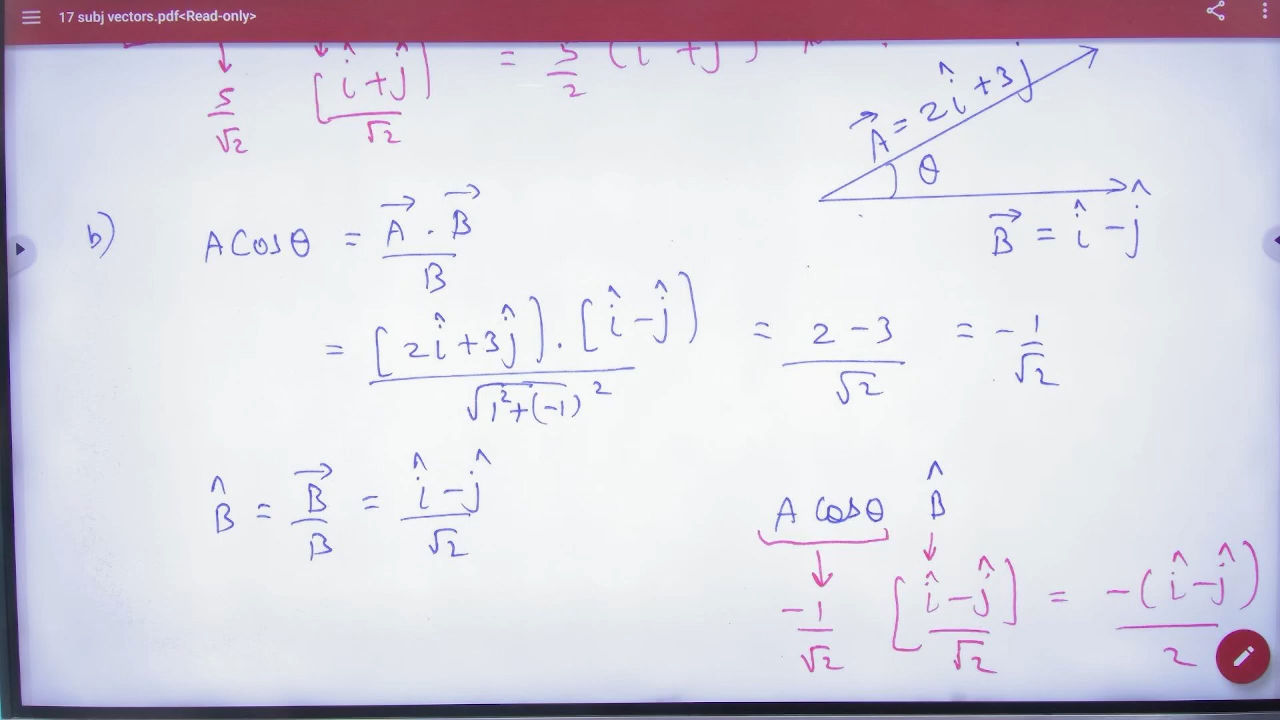 17 subj vectors.pdf<Read-only>
5/√2 [î+ĵ]/√2 = 5/2 (i + j)
A⃗ = 2î+3j
θ
B⃗ = î -ĵ
b) A Cosθ = A⃗ . B⃗ / B
= [2î+3ĵ] . [î-ĵ] / √1²+(-1)² = 2-3 / √2 = -1/√2
B̂ = B⃗ / B = î-ĵ / √2
A cosθ B̂
-1/√2 [î-ĵ / √2] = -(î-ĵ) / 2